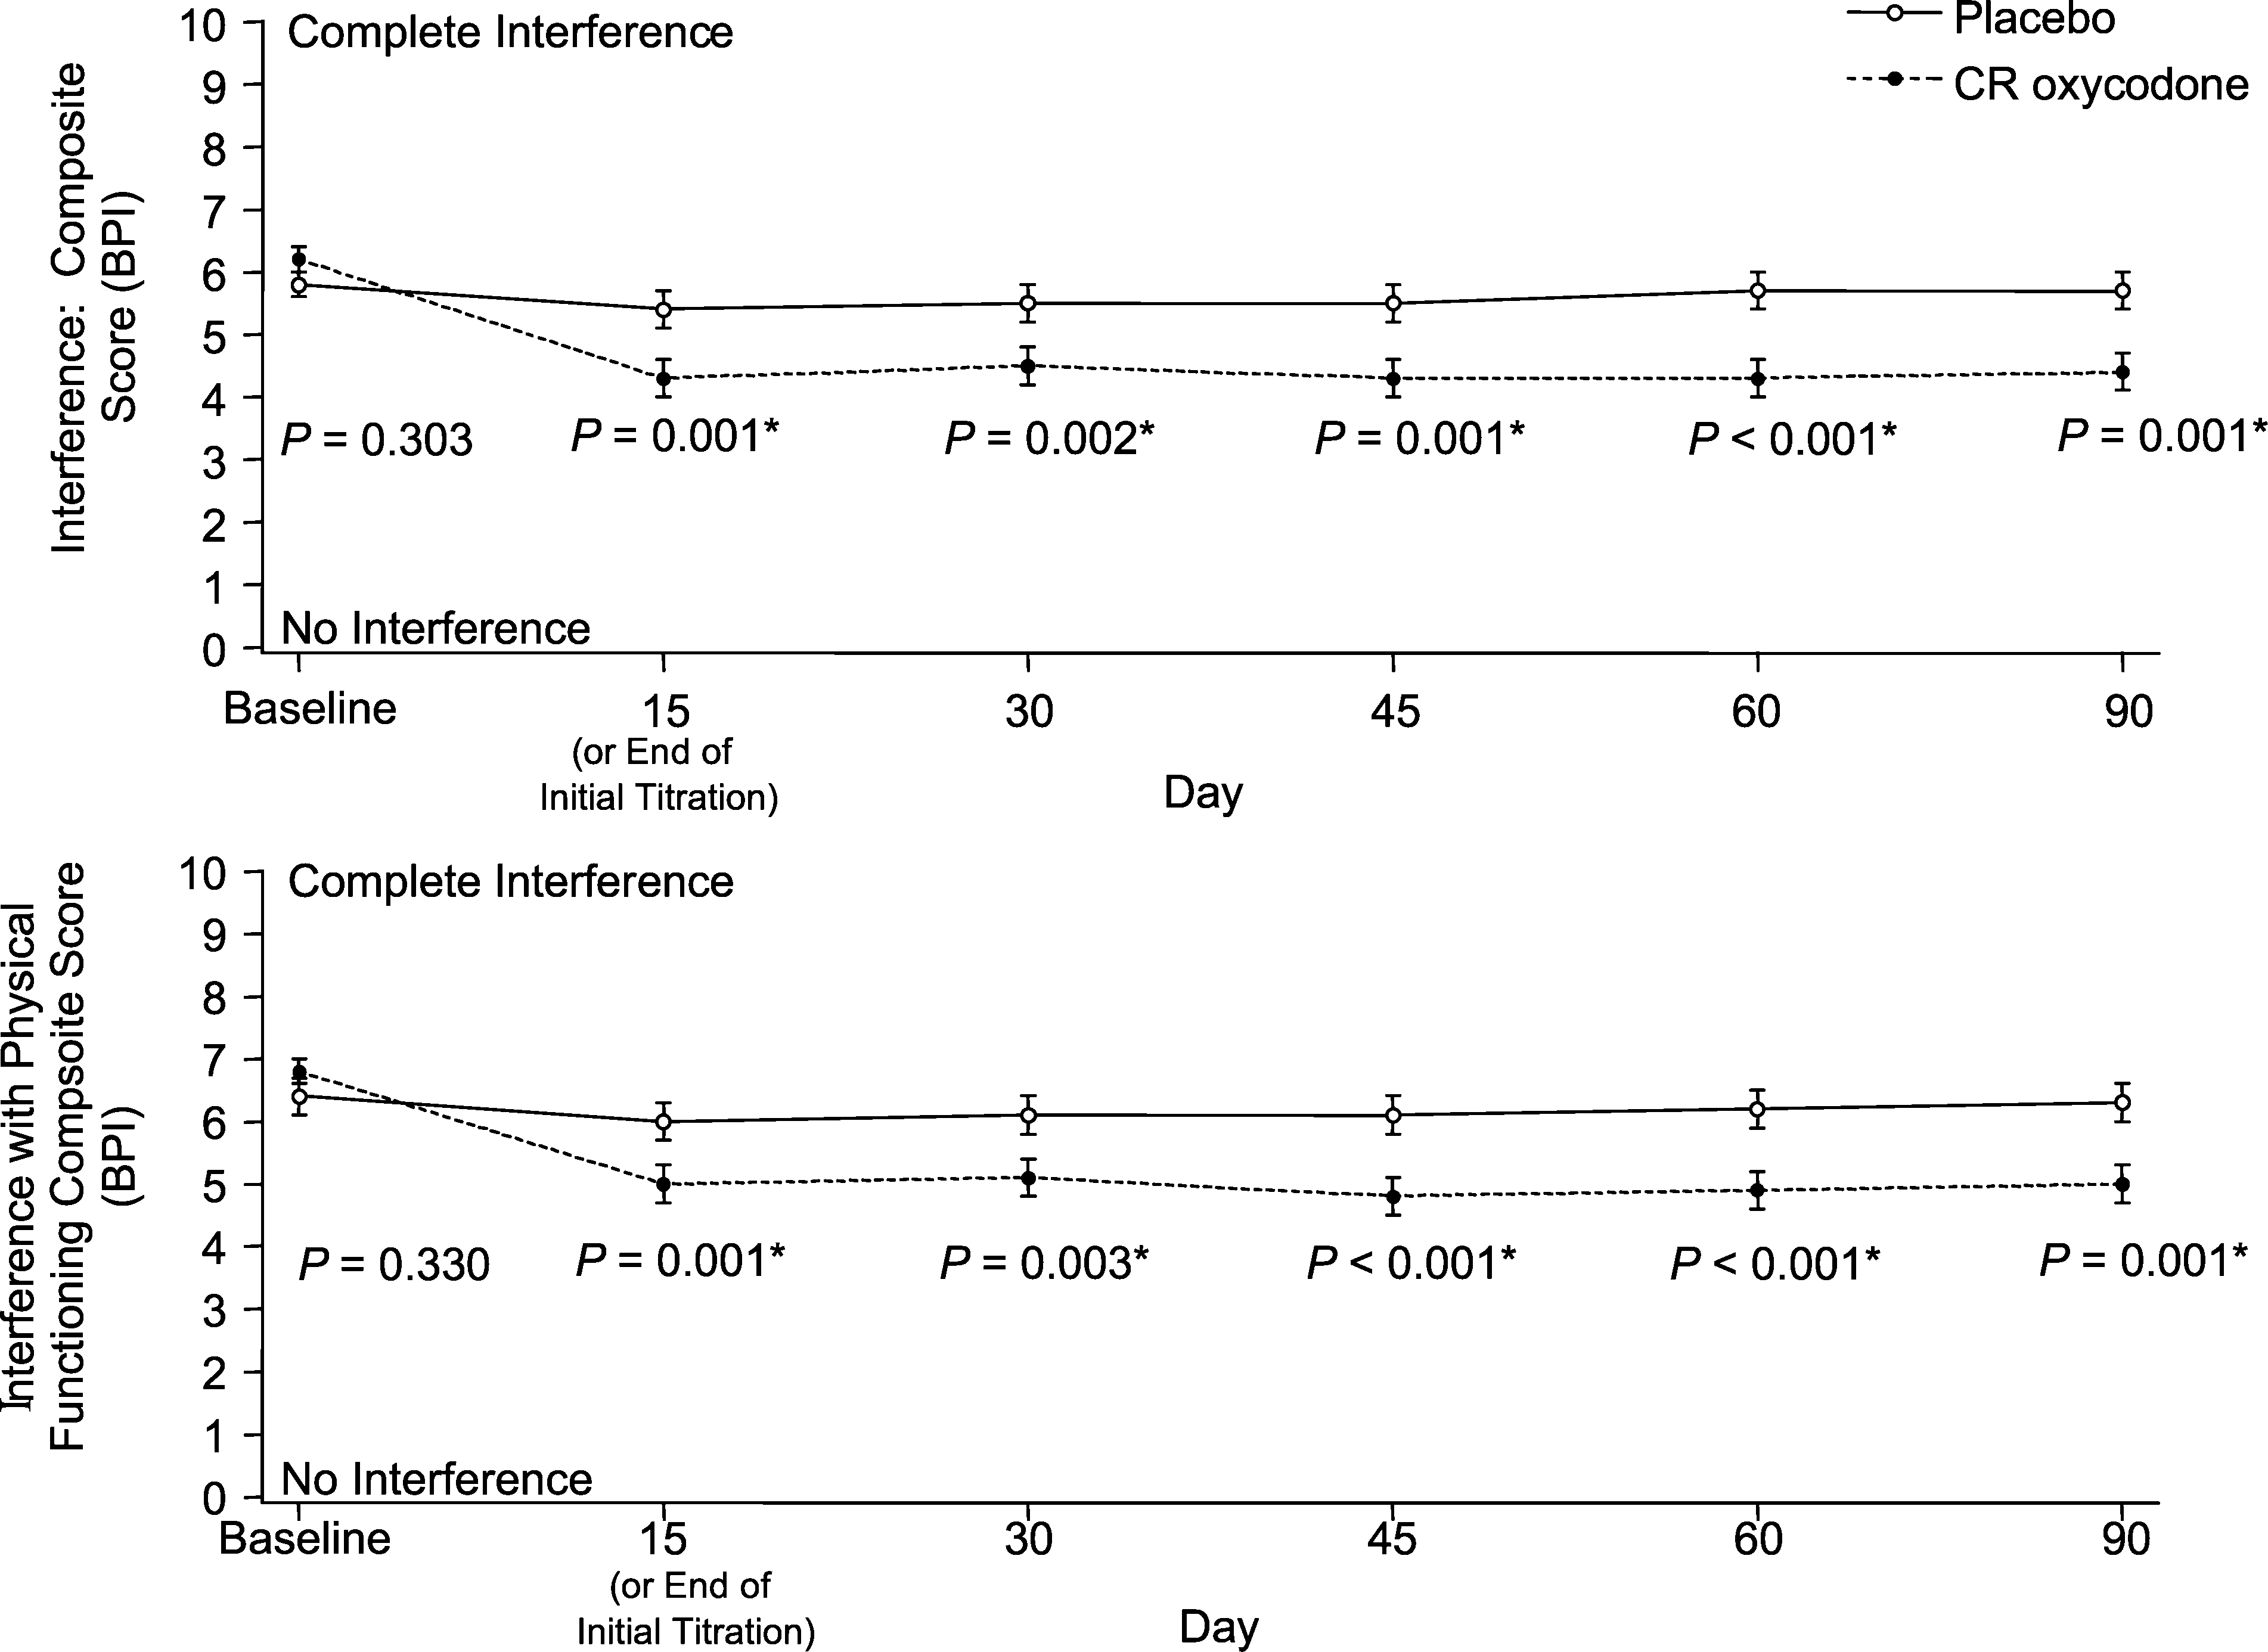 Placebo
CR oxycodone
Interference: Composite
Score (BPI)
10
9
8
7
6
5
4
3
2
1
0
Complete Interference
P = 0.303
P = 0.001*
P = 0.002*
P = 0.001*
P < 0.001*
P = 0.001*
No Interference
Baseline
15
30
45
60
90
(or End of
Initial Titration)
Day
Interference with Physical
Functioning Compsoite Score
(BPI)
10
9
8
7
6
5
4
3
2
1
0
Complete Interference
P = 0.330
P = 0.001*
P = 0.003*
P < 0.001*
P < 0.001*
P = 0.001*
No Interference
Baseline
15
30
45
60
90
(or End of
Initial Titration)
Day